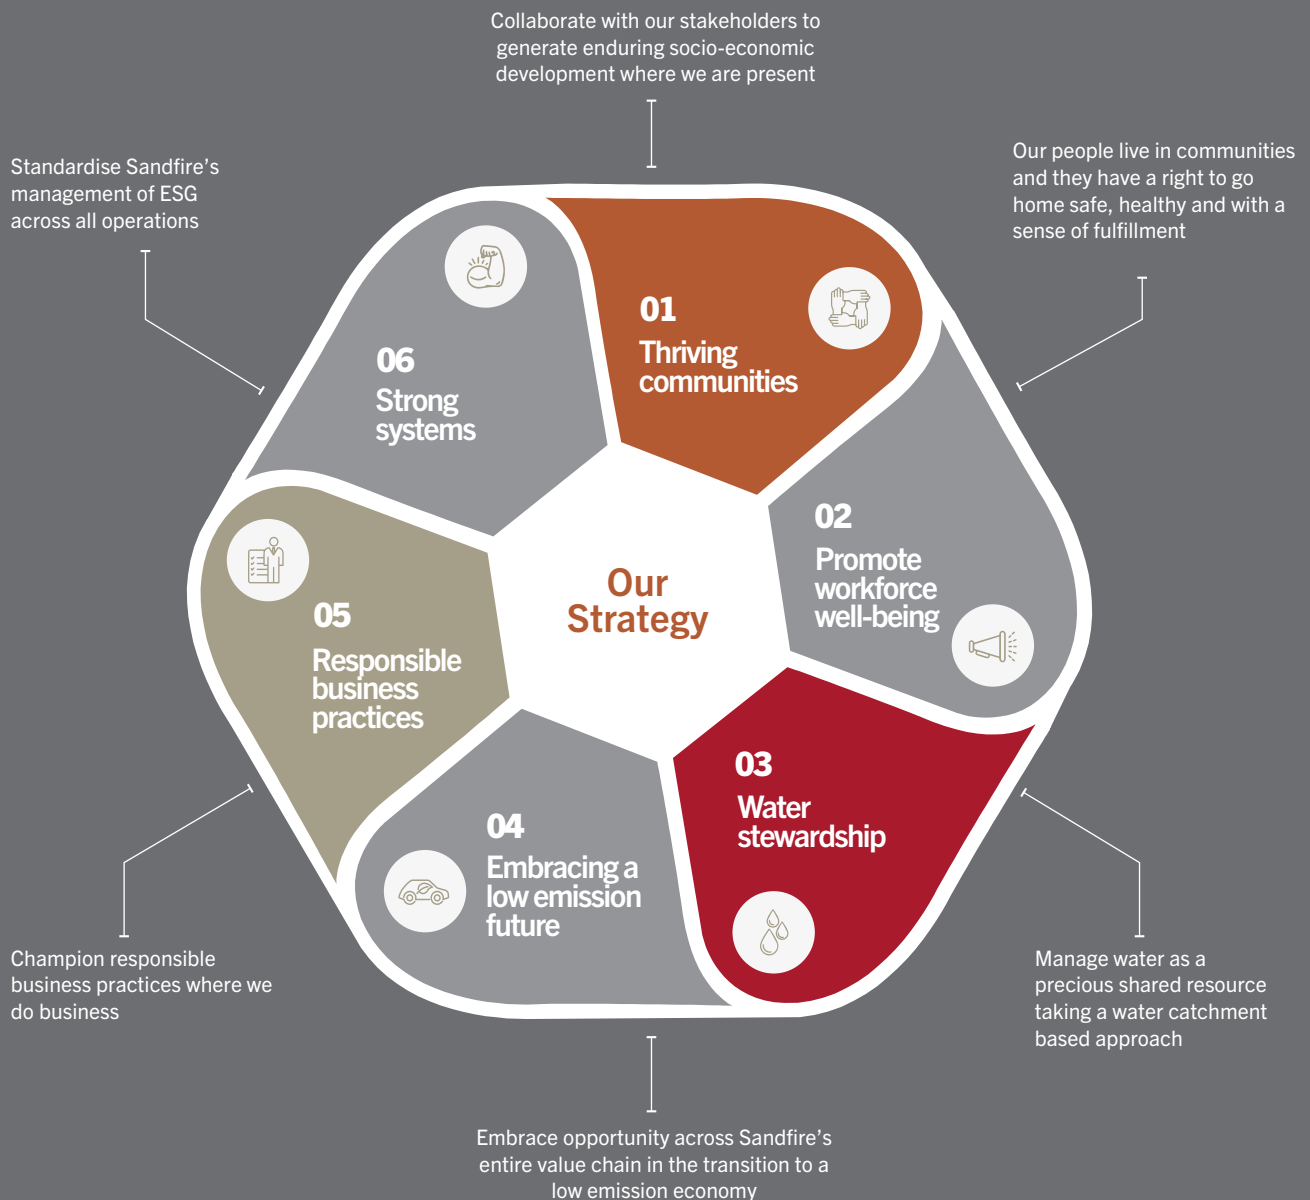 Collaborate with our stakeholders to
generate enduring socio-economic
development where we are present
Our people live in communities
and they have a right to go
home safe, healthy and with a
sense of fulfillment
Standardise Sandfire’s
management of ESG
across all operations
01
Thriving
communities
02
Promote
workforce
well-being
03
Water
stewardship
04
Embracing a
low emission
future
05
Responsible
business
practices
06
Strong
systems
Our
Strategy
Champion responsible
business practices where we
do business
Manage water as a
precious shared resource
taking a water catchment
based approach
Embrace opportunity across Sandfire’s
entire value chain in the transition to a
low emission economy